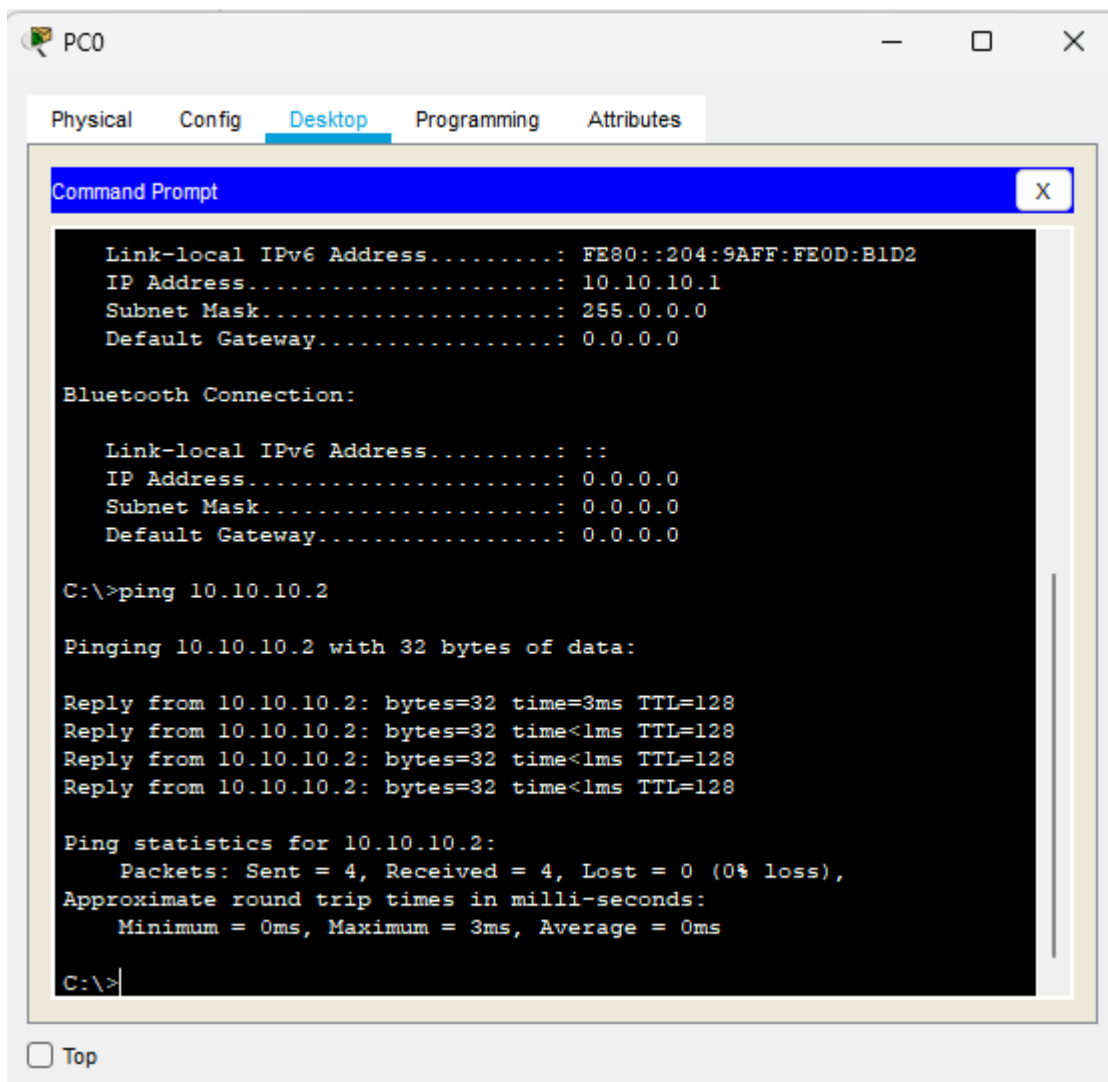 PC0
Physical Config Desktop Programming Attributes
Command Prompt X
Link-local IPv6 Address.........: FE80::204:9AFF:FE0D:B1D2
IP Address......................: 10.10.10.1
Subnet Mask.....................: 255.0.0.0
Default Gateway.................: 0.0.0.0
Bluetooth Connection:
Link-local IPv6 Address.........: ::
IP Address......................: 0.0.0.0
Subnet Mask.....................: 0.0.0.0
Default Gateway.................: 0.0.0.0
C:\>ping 10.10.10.2
Pinging 10.10.10.2 with 32 bytes of data:
Reply from 10.10.10.2: bytes=32 time=3ms TTL=128
Reply from 10.10.10.2: bytes=32 time<1ms TTL=128
Reply from 10.10.10.2: bytes=32 time<1ms TTL=128
Reply from 10.10.10.2: bytes=32 time<1ms TTL=128
Ping statistics for 10.10.10.2:
Packets: Sent = 4, Received = 4, Lost = 0 (0% loss),
Approximate round trip times in milli-seconds:
Minimum = 0ms, Maximum = 3ms, Average = 0ms
C:\>
Top